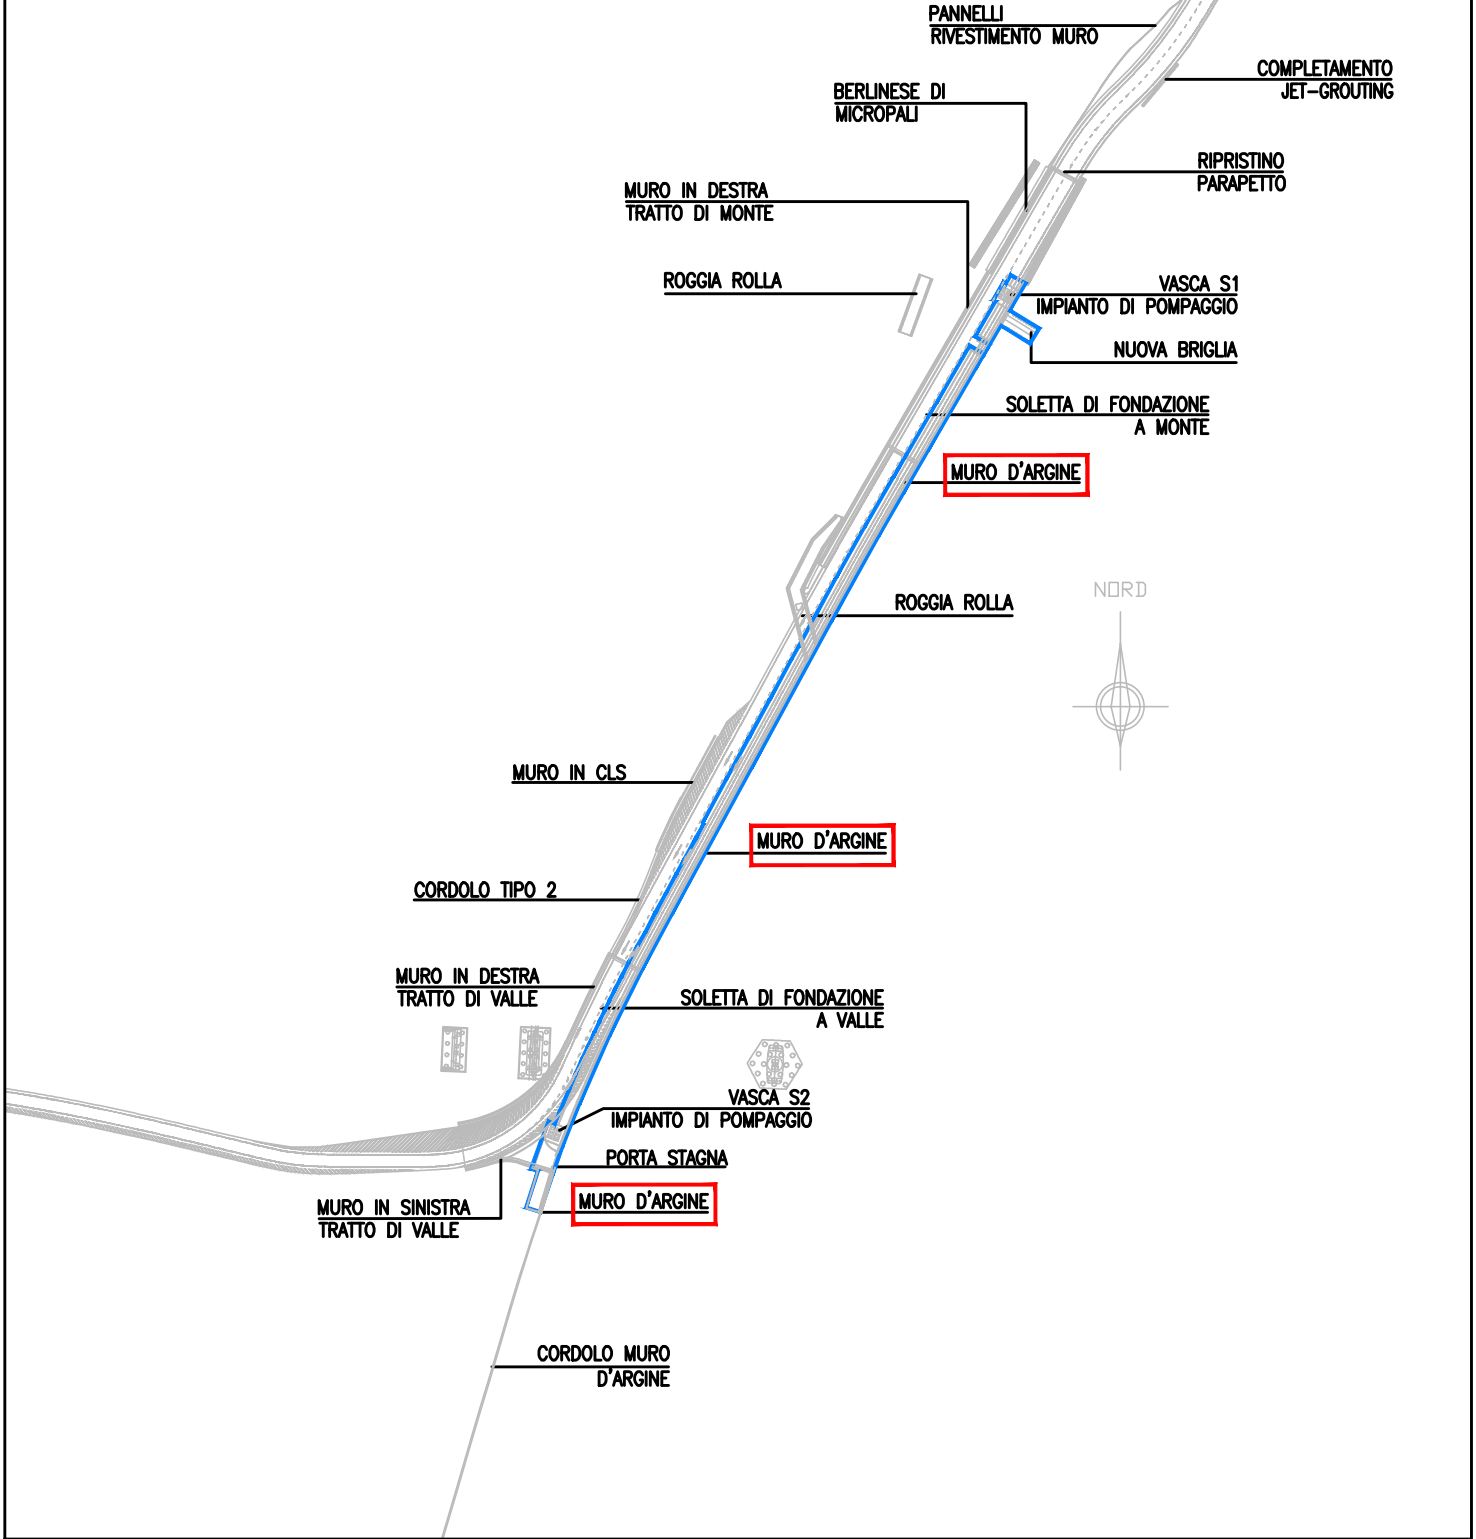 PANNELLI
RIVESTIMENTO MURO
COMPLETAMENTO
JET-GROUTING
BERLINESE DI
MICROPALI
RIPRISTINO
PARAPETTO
MURO IN DESTRA
TRATTO DI MONTE
ROGGIA ROLLA
VASCA S1
IMPIANTO DI POMPAGGIO
NUOVA BRIGLIA
SOLETTA DI FONDAZIONE
A MONTE
MURO D'ARGINE
NORD
ROGGIA ROLLA
MURO IN CLS
MURO D'ARGINE
CORDOLO TIPO 2
MURO IN DESTRA
TRATTO DI VALLE
SOLETTA DI FONDAZIONE
A VALLE
VASCA S2
IMPIANTO DI POMPAGGIO
PORTA STAGNA
MURO D'ARGINE
MURO IN SINISTRA
TRATTO DI VALLE
CORDOLO MURO
D'ARGINE